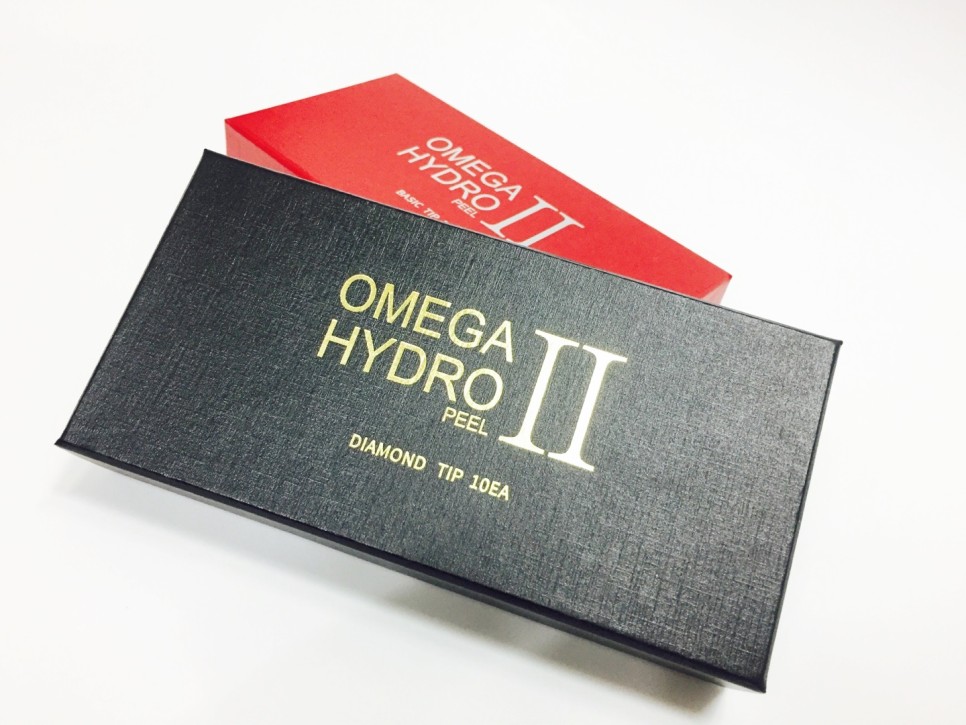 OMEGA
HYDRO
PEEL
II
BASIC TIP
OMEGA
HYDRO
PEEL
II
DIAMOND TIP 10EA